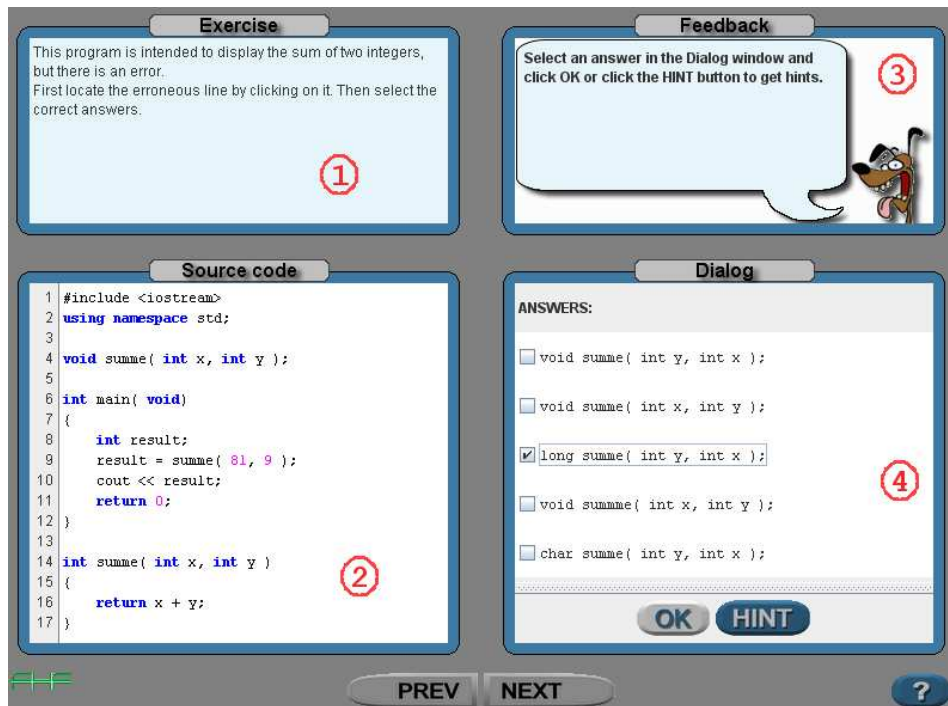 Exercise
This program is intended to display the sum of two integers,
but there is an error.
First locate the erroneous line by clicking on it. Then select the
correct answers.
1
Feedback
Select an answer in the Dialog window and
click OK or click the HINT button to get hints.
3
Source code
1 #include <iostream>
2 using namespace std;
3
4 void summe( int x, int y );
5
6 int main( void)
7 {
8     int result;
9     result = summe( 81, 9 );
10     cout << result;
11     return 0;
12 }
13
14 int summe( int x, int y )
15 {
16     return x + y;
17 }
2
Dialog
ANSWERS:
void summe( int y, int x );
void summe( int x, int y );
long summe( int y, int x );
void summme( int x, int y );
char summe( int y, int x );
4
OK HINT
FHF
PREV NEXT
?